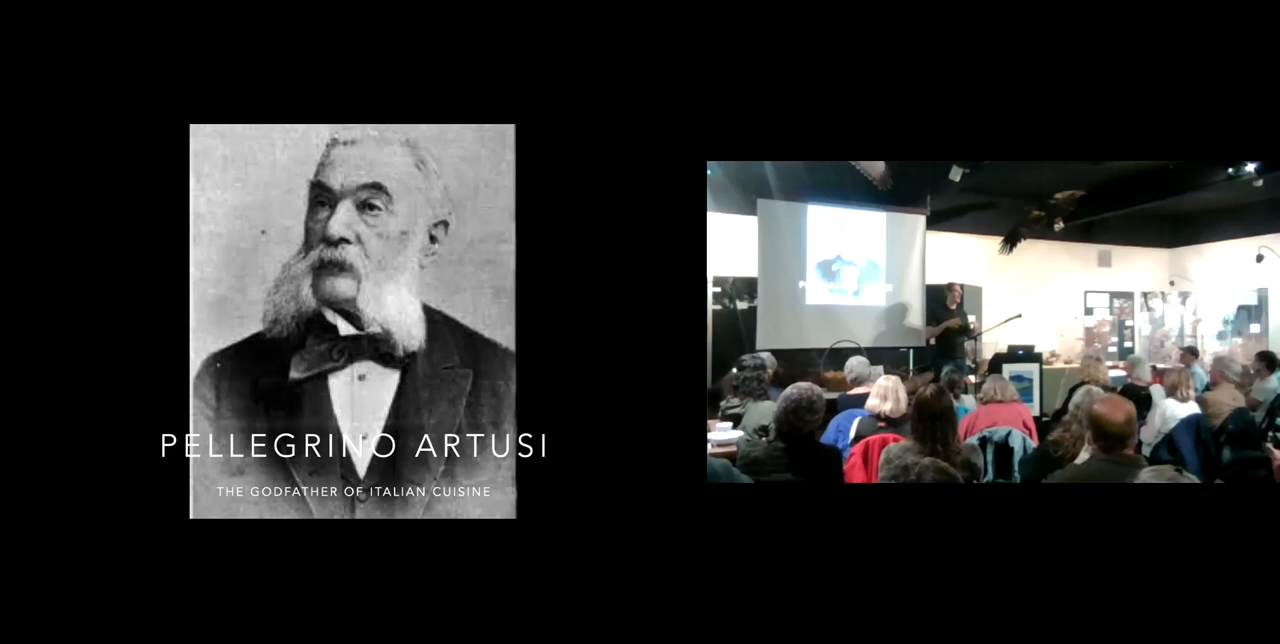 PELLEGRINO ARTUSI
THE GODFATHER OF ITALIAN CUISINE